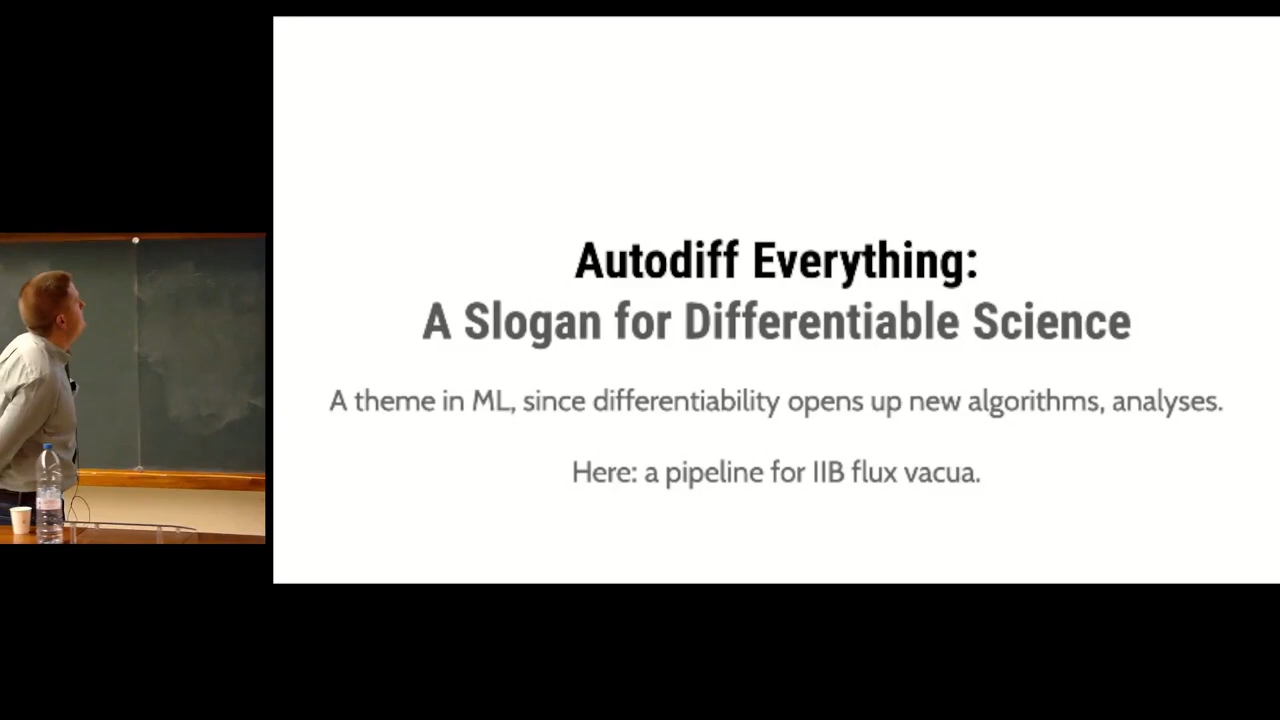 Autodiff Everything:
A Slogan for Differentiable Science
A theme in ML, since differentiability opens up new algorithms, analyses.
Here: a pipeline for IIB flux vacua.